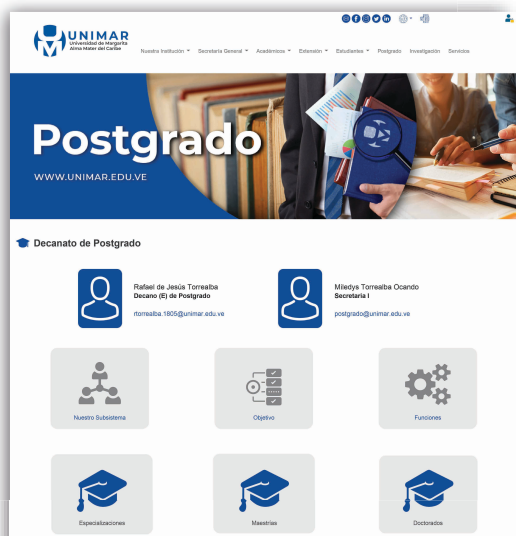 UNIMAR
Universidad de Margarita
Alma Mater del Caribe
Nuestra Institución Secretaría General Académicos Extensión Estudiantes Postgrado Investigación Servicios
Postgrado
WWW.UNIMAR.EDU.VE
Decanato de Postgrado
Rafael de Jesús Torrealba
Decano (E) de Postgrado
rtorrealba.1805@unimar.edu.ve
Miledys Torrealba Ocando
Secretaria I
postgrado@unimar.edu.ve
Nuestro Subsistema
Objetivo
Funciones
Especializaciones
Maestrías
Doctorados